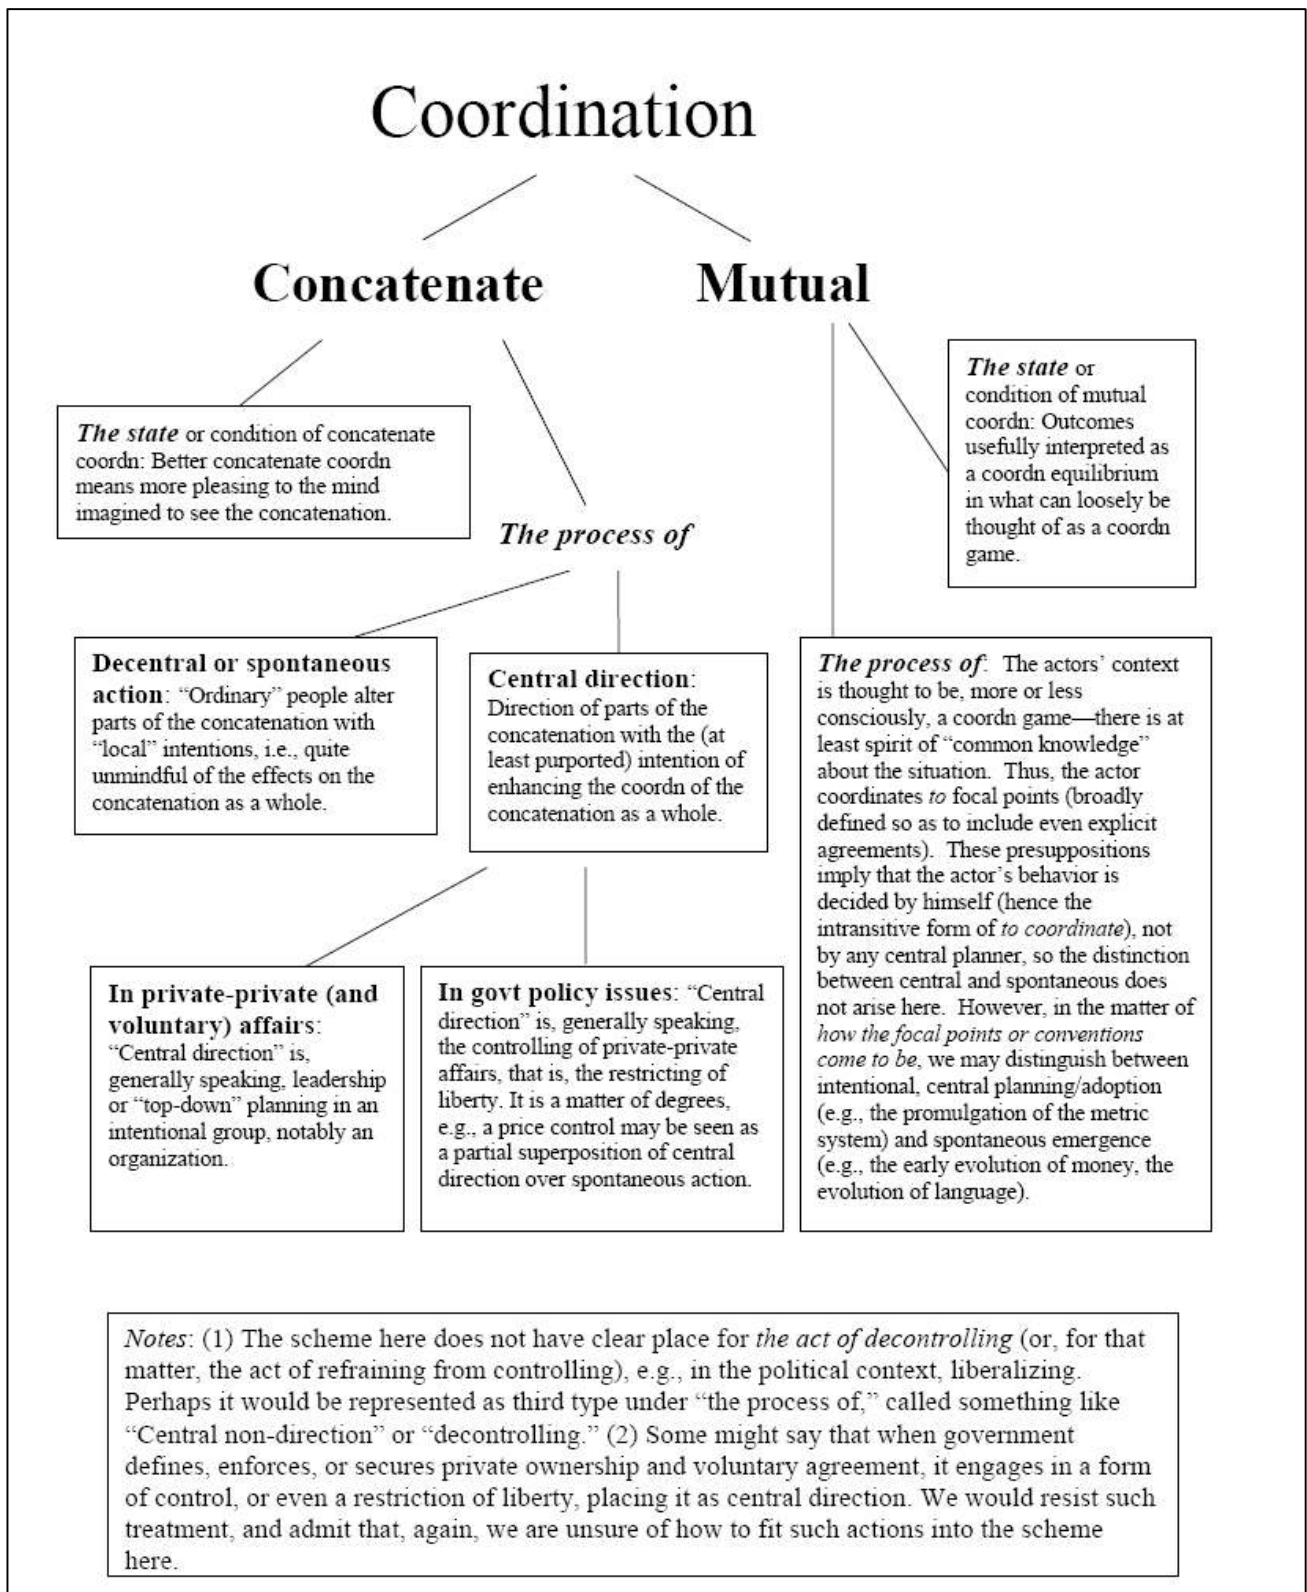 Coordination
Concatenate
Mutual
The state or condition of concatenate
coordn: Better concatenate coordn
means more pleasing to the mind
imagined to see the concatenation.
The state or
condition of mutual
coordn: Outcomes
usefully interpreted as
a coordn equilibrium
in what can loosely be
thought of as a coordn
game.
The process of
Decentral or spontaneous
action: “Ordinary” people alter
parts of the concatenation with
“local” intentions, i.e., quite
unmindful of the effects on the
concatenation as a whole.
Central direction:
Direction of parts of the
concatenation with the (at
least purported) intention of
enhancing the coordn of the
concatenation as a whole.
The process of: The actors’ context
is thought to be, more or less
consciously, a coordn game—there is at
least spirit of “common knowledge”
about the situation. Thus, the actor
coordinates to focal points (broadly
defined so as to include even explicit
agreements). These presuppositions
imply that the actor’s behavior is
decided by himself (hence the
intransitive form of to coordinate), not
by any central planner, so the distinction
between central and spontaneous does
not arise here. However, in the matter of
how the focal points or conventions
come to be, we may distinguish between
intentional, central planning/adoption
(e.g., the promulgation of the metric
system) and spontaneous emergence
(e.g., the early evolution of money, the
evolution of language).
In private-private (and
voluntary) affairs:
“Central direction” is,
generally speaking, leadership
or “top-down” planning in an
intentional group, notably an
organization.
In govt policy issues: “Central
direction” is, generally speaking,
the controlling of private-private
affairs, that is, the restricting of
liberty. It is a matter of degrees,
e.g., a price control may be seen as
a partial superposition of central
direction over spontaneous action.
Notes: (1) The scheme here does not have clear place for the act of decontrolling (or, for that
matter, the act of refraining from controlling), e.g., in the political context, liberalizing.
Perhaps it would be represented as third type under “the process of,” called something like
“Central non-direction” or “decontrolling.” (2) Some might say that when government
defines, enforces, or secures private ownership and voluntary agreement, it engages in a form
of control, or even a restriction of liberty, placing it as central direction. We would resist such
treatment, and admit that, again, we are unsure of how to fit such actions into the scheme
here.